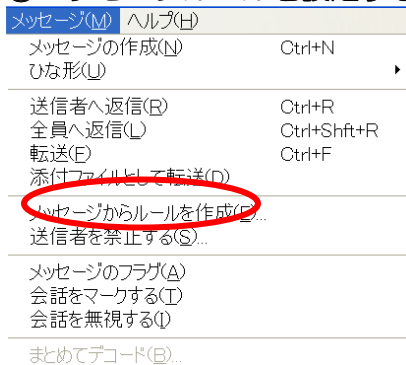 メッセージ(M) ヘルプ(H)
メッセージの作成(N) Ctrl+N
ひな形(U)
送信者へ返信(R) Ctrl+R
全員へ返信(L) Ctrl+Shft+R
転送(F) Ctrl+F
添付ファイルとして転送(D)
メッセージからルールを作成(E)...
送信者を禁止する(S)...
メッセージのフラグ(A)
会話をマークする(T)
会話を無視する(I)
まとめてデコード(B)...